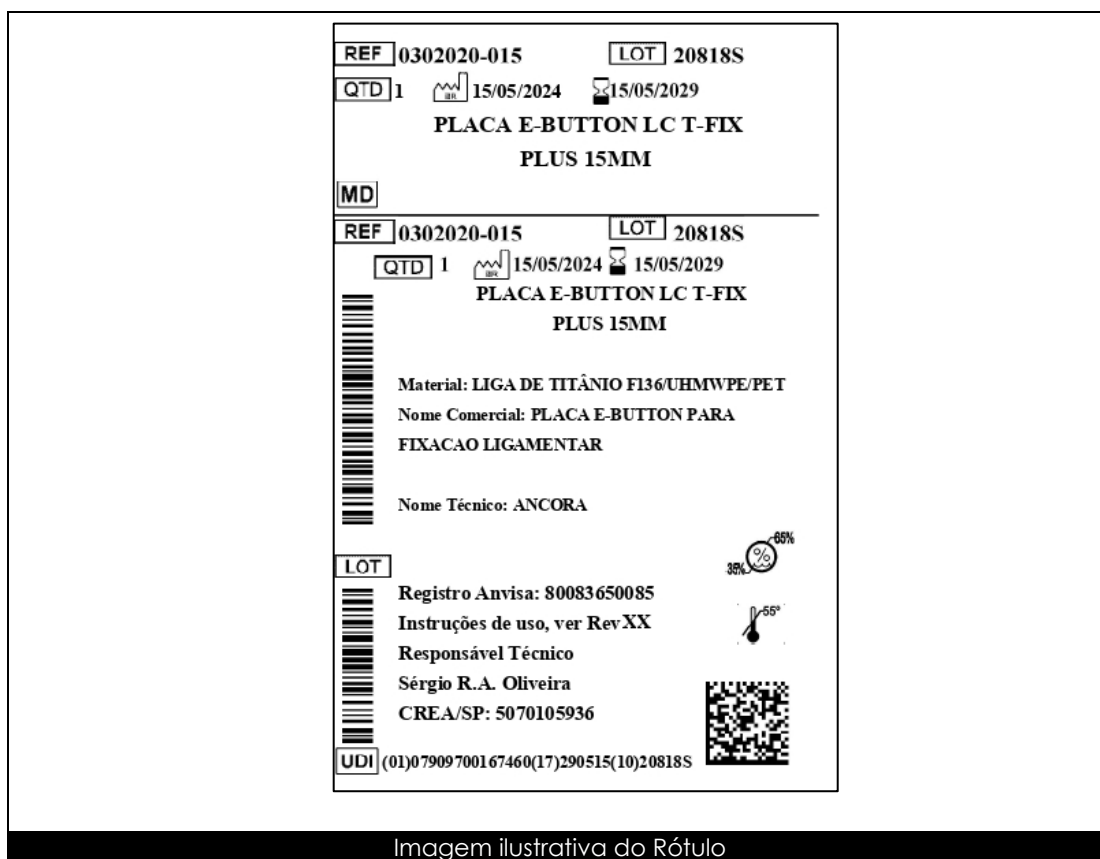 REF 0302020-015 LOT 20818S
QTD 1 BR 15/05/2024 15/05/2029
PLACA E-BUTTON LC T-FIX
PLUS 15MM
MD
REF 0302020-015 LOT 20818S
QTD 1 BR 15/05/2024 15/05/2029
PLACA E-BUTTON LC T-FIX
PLUS 15MM
Material: LIGA DE TITÂNIO F136/UHMWPE/PET
Nome Comercial: PLACA E-BUTTON PARA
FIXACAO LIGAMENTAR
Nome Técnico: ANCORA
65%
%
35%
LOT
Registro Anvisa: 80083650085
55°
Instruções de uso, ver Rev XX
Responsável Técnico
Sérgio R.A. Oliveira
CREA/SP: 5070105936
UDI (01)07909700167460(17)290515(10)20818S
Imagem ilustrativa do Rótulo